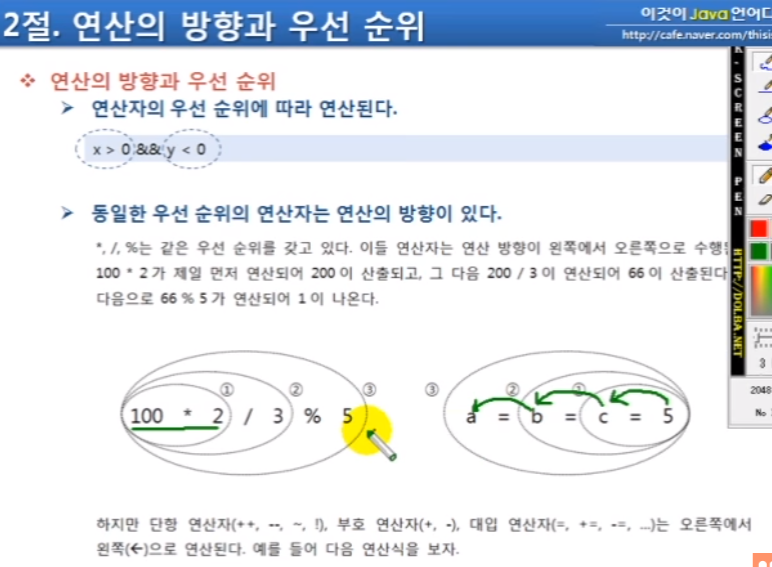 2절. 연산의 방향과 우선 순위
이것이 Java 언어다
http://cafe.naver.com/thisis
연산의 방향과 우선 순위
연산자의 우선 순위에 따라 연산된다.
x > 0 && y < 0
동일한 우선 순위의 연산자는 연산의 방향이 있다.
*, /, %는 같은 우선 순위를 갖고 있다. 이들 연산자는 연산 방향이 왼쪽에서 오른쪽으로
100 * 2 가 제일 먼저 연산되어 200 이 산출되고, 그 다음 200 / 3 이 연산되어 66 이 산출된다
다음으로 66 % 5 가 연산되어 1 이 나온다.
① ② ③
100 * 2 / 3 % 5
③ ② ①
a = b = c = 5
하지만 단항 연산자(++, --, ~, !), 부호 연산자(+, -), 대입 연산자(=, +=, -=, ...)는 오른쪽에서
왼쪽(←)으로 연산된다. 예를 들어 다음 연산식을 보자.
SCREEN PEN
HTTP://DOLBA.NET
3
2048
No